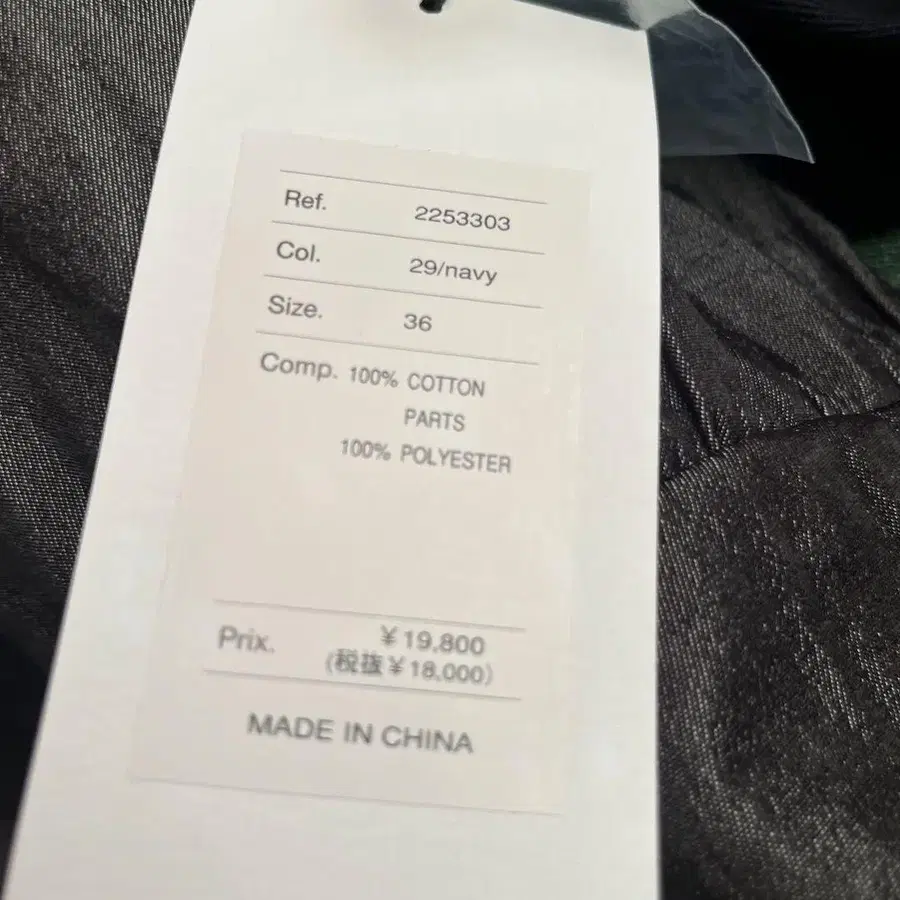 Ref. 2253303
Col. 29/navy
Size. 36
Comp. 100% COTTON
PARTS
100% POLYESTER
Prix. ¥19,800
(税抜¥18,000)
MADE IN CHINA